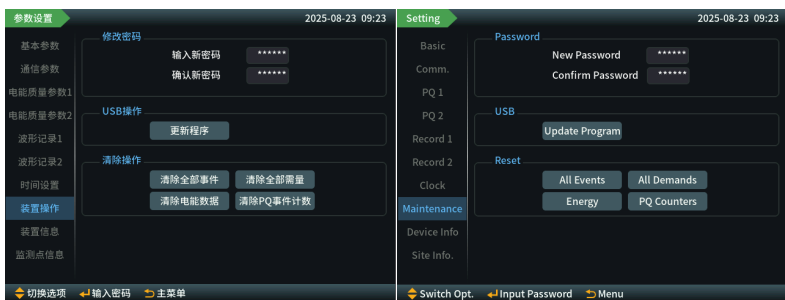 参数设置
2025-08-23 09:23
基本参数
通信参数
电能质量参数1
电能质量参数2
波形记录1
波形记录2
时间设置
装置操作
装置信息
监测点信息
修改密码
输入新密码 ******
确认新密码 ******
USB操作
更新程序
清除操作
清除全部事件 清除全部需量
清除电能数据 清除PQ事件计数
切换选项 输入密码 主菜单
Setting
2025-08-23 09:23
Basic
Comm.
PQ 1
PQ 2
Record 1
Record 2
Clock
Maintenance
Device Info
Site Info.
Password
New Password ******
Confirm Password ******
USB
Update Program
Reset
All Events All Demands
Energy PQ Counters
Switch Opt. Input Password Menu